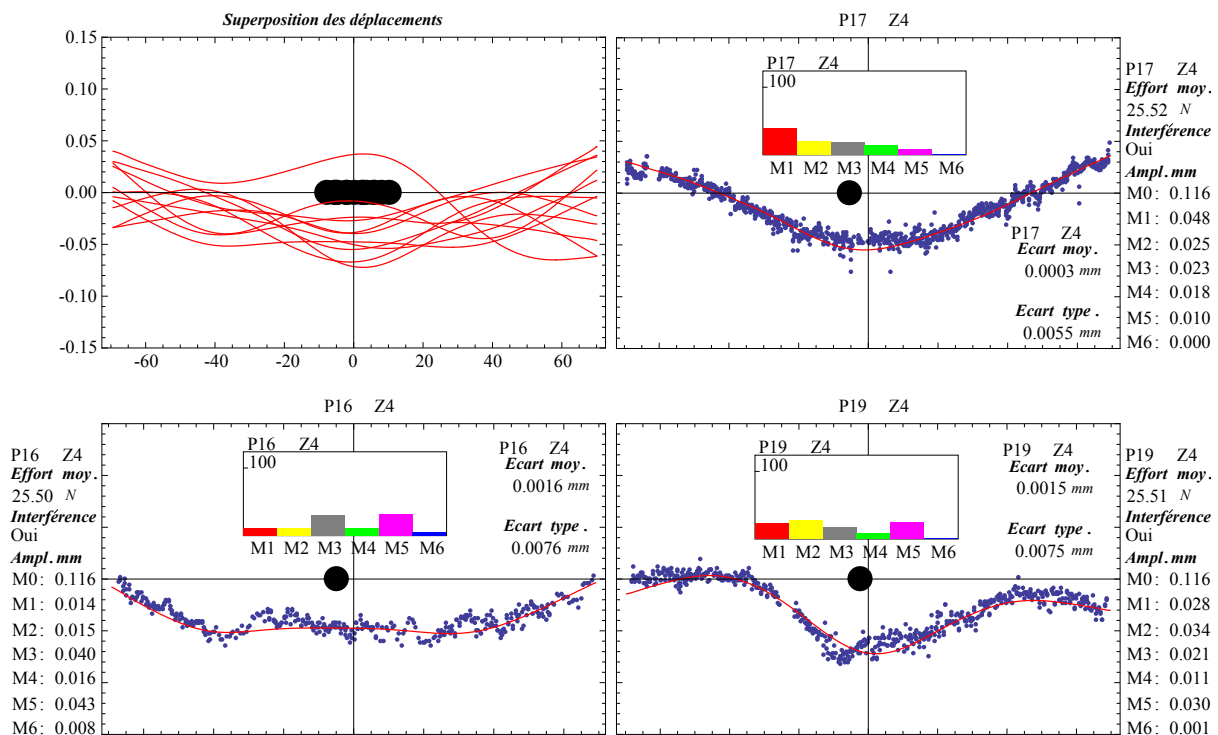 Superposition des déplacements
0.15
0.10
0.05
0.00
-0.05
-0.10
-0.15
-60 -40 -20 0 20 40 60
P17 Z4
P17 Z4
100
M1 M2 M3 M4 M5 M6
P17 Z4
Ecart moy.
0.0003 mm
Ecart type.
0.0055 mm
P17 Z4
Effort moy.
25.52 N
Interférence
Oui
Ampl.mm
M0: 0.116
M1: 0.048
M2: 0.025
M3: 0.023
M4: 0.018
M5: 0.010
M6: 0.000
P16 Z4
P16 Z4
Effort moy.
25.50 N
Interférence
Oui
Ampl.mm
M0: 0.116
M1: 0.014
M2: 0.015
M3: 0.040
M4: 0.016
M5: 0.043
M6: 0.008
P16 Z4
100
M1 M2 M3 M4 M5 M6
P16 Z4
Ecart moy.
0.0016 mm
Ecart type.
0.0076 mm
P19 Z4
P19 Z4
100
M1 M2 M3 M4 M5 M6
P19 Z4
Ecart moy.
0.0015 mm
Ecart type.
0.0075 mm
P19 Z4
Effort moy.
25.51 N
Interférence
Oui
Ampl.mm
M0: 0.116
M1: 0.028
M2: 0.034
M3: 0.021
M4: 0.011
M5: 0.030
M6: 0.001